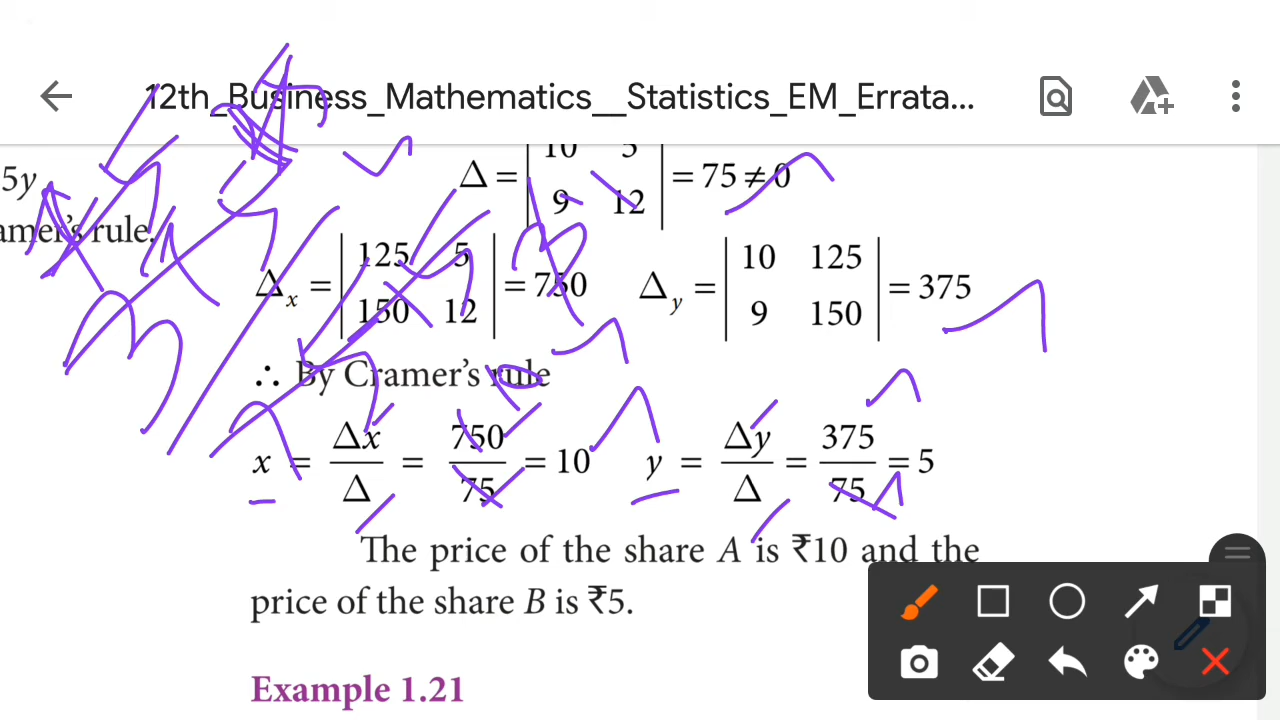 12th_Business_Mathematics__Statistics_EM_Errata...
5y
amer's rule.
Δ = | 10 5 | = 75 ≠ 0
| 9 12 |
Δx = | 125 5 | = 750 Δy = | 10 125 | = 375
| 150 12 | | 9 150 |
∴ By Cramer's rule
x = Δx/Δ = 750/75 = 10 y = Δy/Δ = 375/75 = 5
The price of the share A is ₹10 and the
price of the share B is ₹5.
Example 1.21